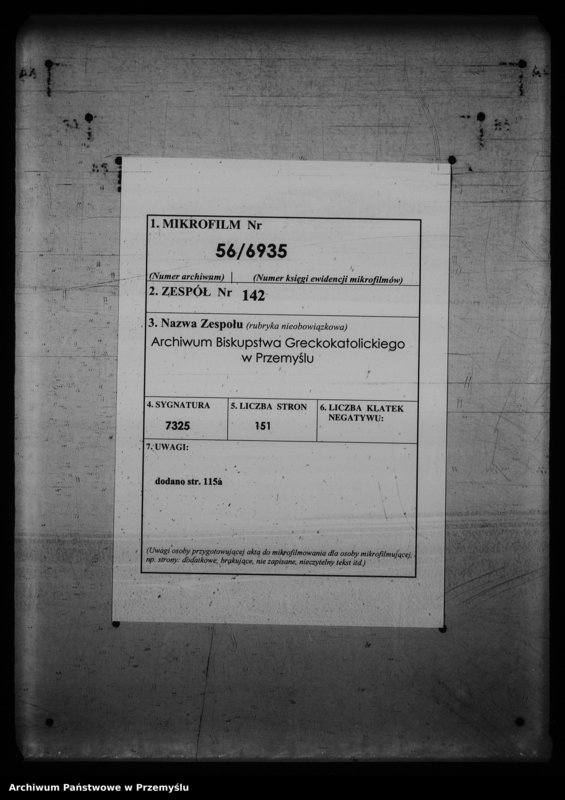 1. MIKROFILM Nr
56/6935
(Numer archiwum) (Numer księgi ewidencji mikrofilmów)
2. ZESPÓŁ Nr 142
3. Nazwa Zespołu (rubryka nieobowiązkowa)
Archiwum Biskupstwa Greckokatolickiego
w Przemyślu
4. SYGNATURA
7325
5. LICZBA STRON
151
6. LICZBA KLATEK
NEGATYWU:
7. UWAGI:
dodano str. 115a
(Uwagi osoby przygotowującej akta do mikrofilmowania dla osoby mikrofilmującej,
np. strony: dodatkowe, brakujące, nie zapisane, nieczytelny tekst itd.)
Archiwum Państwowe w Przemyślu